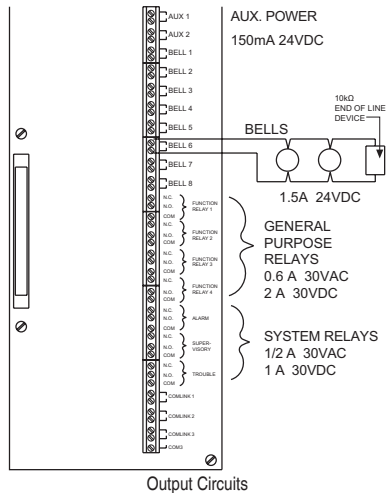 AUX 1
AUX 2
BELL 1
BELL 2
BELL 3
BELL 4
BELL 5
BELL 6
BELL 7
BELL 8
N.C.
N.O.
COM
FUNCTION
RELAY 1
N.C.
N.O.
COM
FUNCTION
RELAY 2
N.C.
N.O.
COM
FUNCTION
RELAY 3
N.C.
N.O.
COM
FUNCTION
RELAY 4
N.C.
N.O.
COM
ALARM
N.C.
N.O.
COM
SUPER-
VISORY
N.C.
N.O.
COM
TROUBLE
COMLINK 1
COMLINK 2
COMLINK 3
COM3
AUX. POWER
150mA 24VDC
BELLS
10kΩ
END OF LINE
DEVICE
1.5A 24VDC
GENERAL
PURPOSE
RELAYS
0.6 A 30VAC
2 A 30VDC
SYSTEM RELAYS
1/2 A 30VAC
1 A 30VDC
Output Circuits